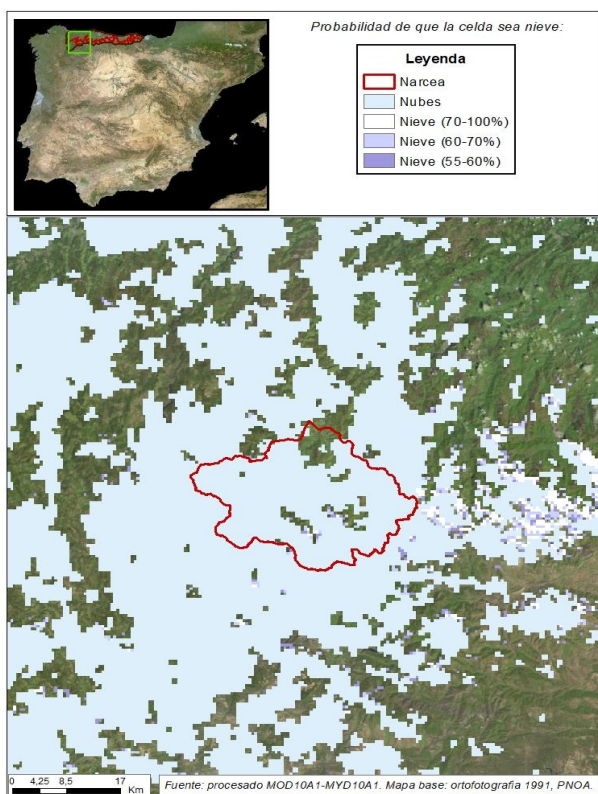 Probabilidad de que la celda sea nieve:
Leyenda
Narcea
Nubes
Nieve (70-100%)
Nieve (60-70%)
Nieve (55-60%)
0 4,25 8,5 17
Km
Fuente: procesado MOD10A1-MYD10A1. Mapa base: ortofotografía 1991, PNOA.